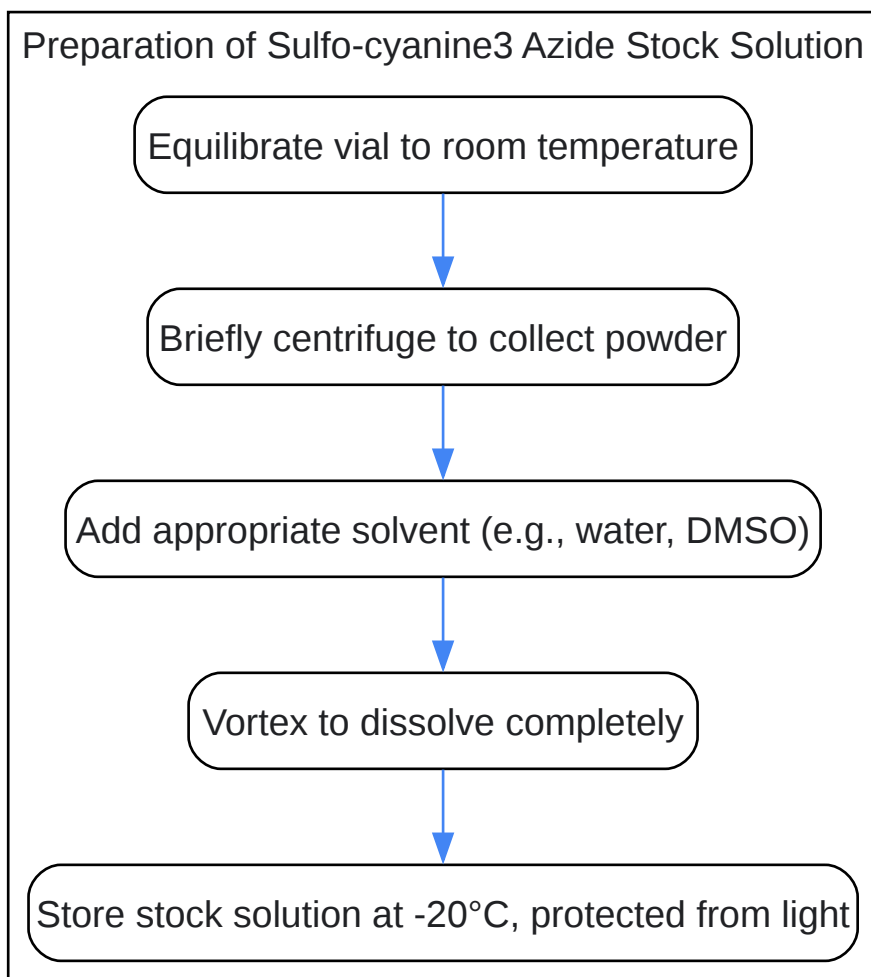 Preparation of Sulfo-cyanine3 Azide Stock Solution
Equilibrate vial to room temperature
Briefly centrifuge to collect powder
Add appropriate solvent (e.g., water, DMSO)
Vortex to dissolve completely
Store stock solution at -20°C, protected from light